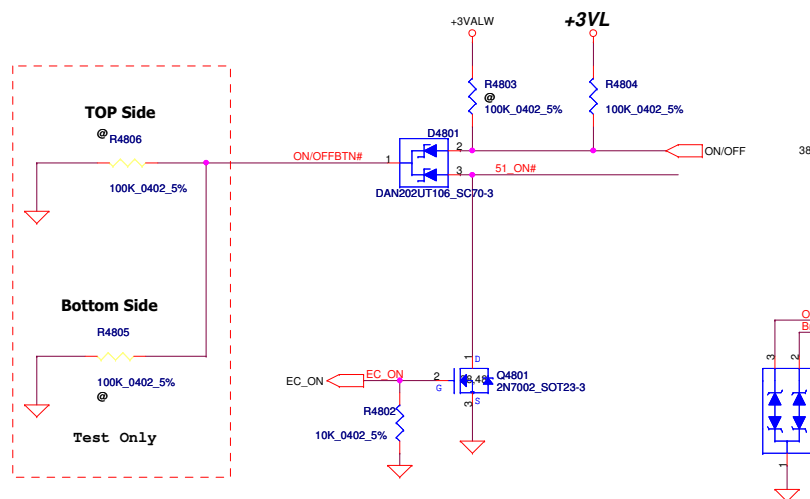 +3VALW
+3VL
R4803
@
100K_0402_5%
R4804
100K_0402_5%
TOP Side
@
R4806
100K_0402_5%
ON/OFFBTN#
1
D4801
2
3
ON/OFF
38
51_ON#
DAN202UT106_SC70-3
Bottom Side
R4805
100K_0402_5%
@
Test Only
EC_ON
EC_ON
2
G
1
D
3
S
Q4801
2N7002_SOT23-3
R4802
10K_0402_5%
O
B
3
2
1